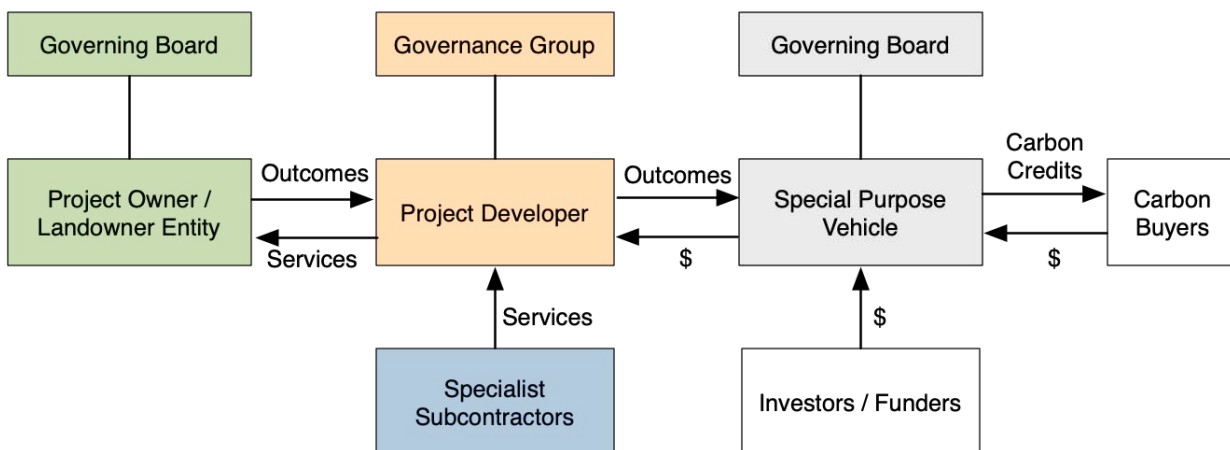 Governing Board
Governance Group
Governing Board
Project Owner /
Landowner Entity
Outcomes
Services
Project Developer
Outcomes
$
Special Purpose
Vehicle
Carbon
Credits
$
Carbon
Buyers
Services
$
Specialist
Subcontractors
Investors / Funders